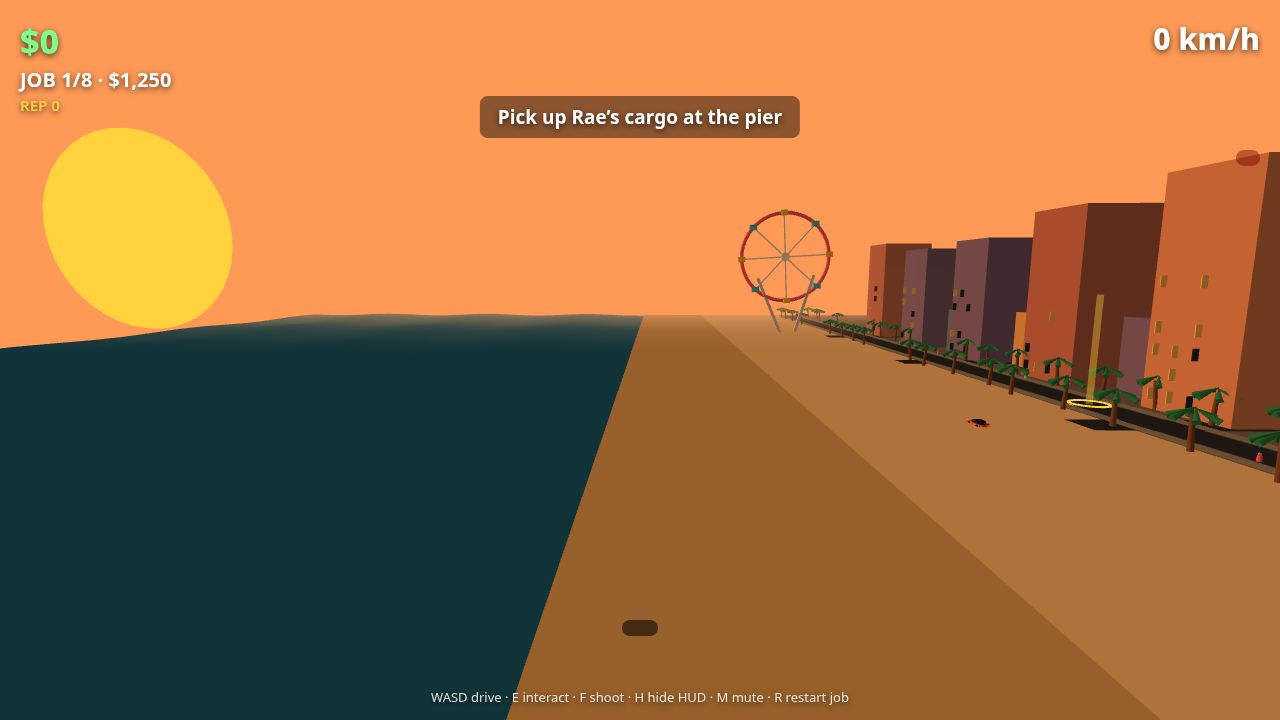 $0
0 km/h
JOB 1/8 · $1,250
REP 0
Pick up Rae’s cargo at the pier
WASD drive · E interact · F shoot · H hide HUD · M mute · R restart job